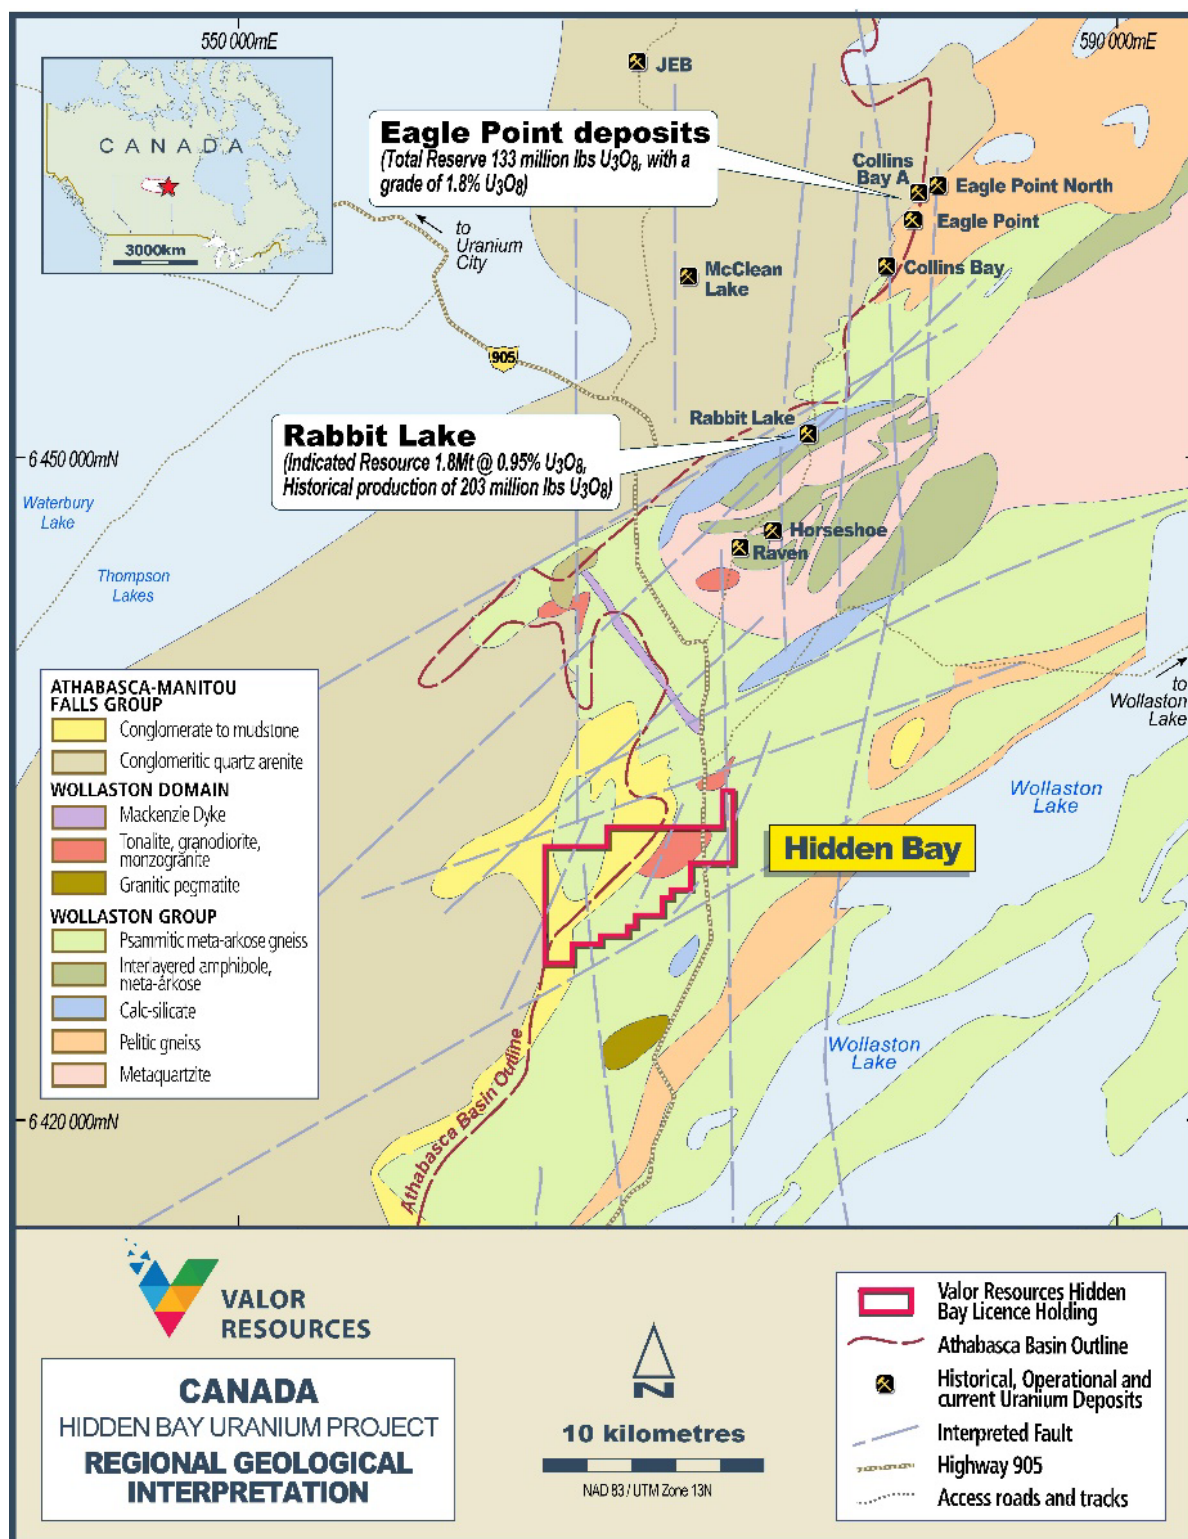 550 000mE
590 000mE
CANADA
3000km
JEB
Eagle Point deposits
(Total Reserve 133 million lbs U3O8, with a
grade of 1.8% U3O8)
Collins
Bay A
Eagle Point North
Eagle Point
Collins Bay
to
Uranium
City
McClean
Lake
905
Rabbit Lake
Rabbit Lake
(Indicated Resource 1.8Mt @ 0.95% U3O8,
Historical production of 203 million lbs U3O8)
6 450 000mN
Waterbury
Lake
Horseshoe
Raven
Thompson
Lakes
to
Wollaston
Lake
ATHABASCA-MANITOU
FALLS GROUP
Conglomerate to mudstone
Conglomeritic quartz arenite
WOLLASTON DOMAIN
Mackenzie Dyke
Tonalite, granodiorite,
monzogranite
Granitic pegmatite
WOLLASTON GROUP
Psammitic meta-arkose gneiss
Interlayered amphibole,
meta-arkose
Calc-silicate
Pelitic gneiss
Metaquartzite
Wollaston
Lake
Hidden Bay
Wollaston
Lake
Athabasca Basin Outline
6 420 000mN
VALOR
RESOURCES
CANADA
HIDDEN BAY URANIUM PROJECT
REGIONAL GEOLOGICAL
INTERPRETATION
N
10 kilometres
NAD 83 / UTM Zone 13N
Valor Resources Hidden
Bay Licence Holding
Athabasca Basin Outline
Historical, Operational and
current Uranium Deposits
Interpreted Fault
Highway 905
Access roads and tracks